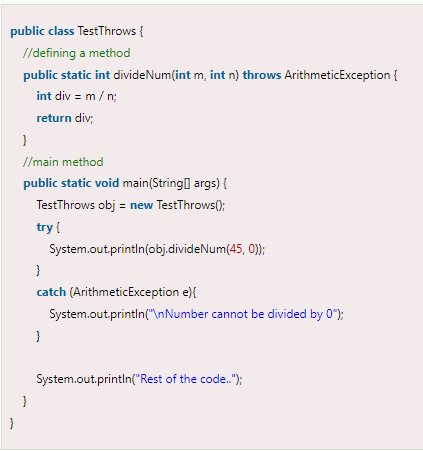 public class TestThrows {
//defining a method
public static int divideNum(int m, int n) throws ArithmeticException {
int div = m / n;
return div;
}
//main method
public static void main(String[] args) {
TestThrows obj = new TestThrows();
try {
System.out.println(obj.divideNum(45, 0));
}
catch (ArithmeticException e){
System.out.println("\nNumber cannot be divided by 0");
}
System.out.println("Rest of the code..");
}
}